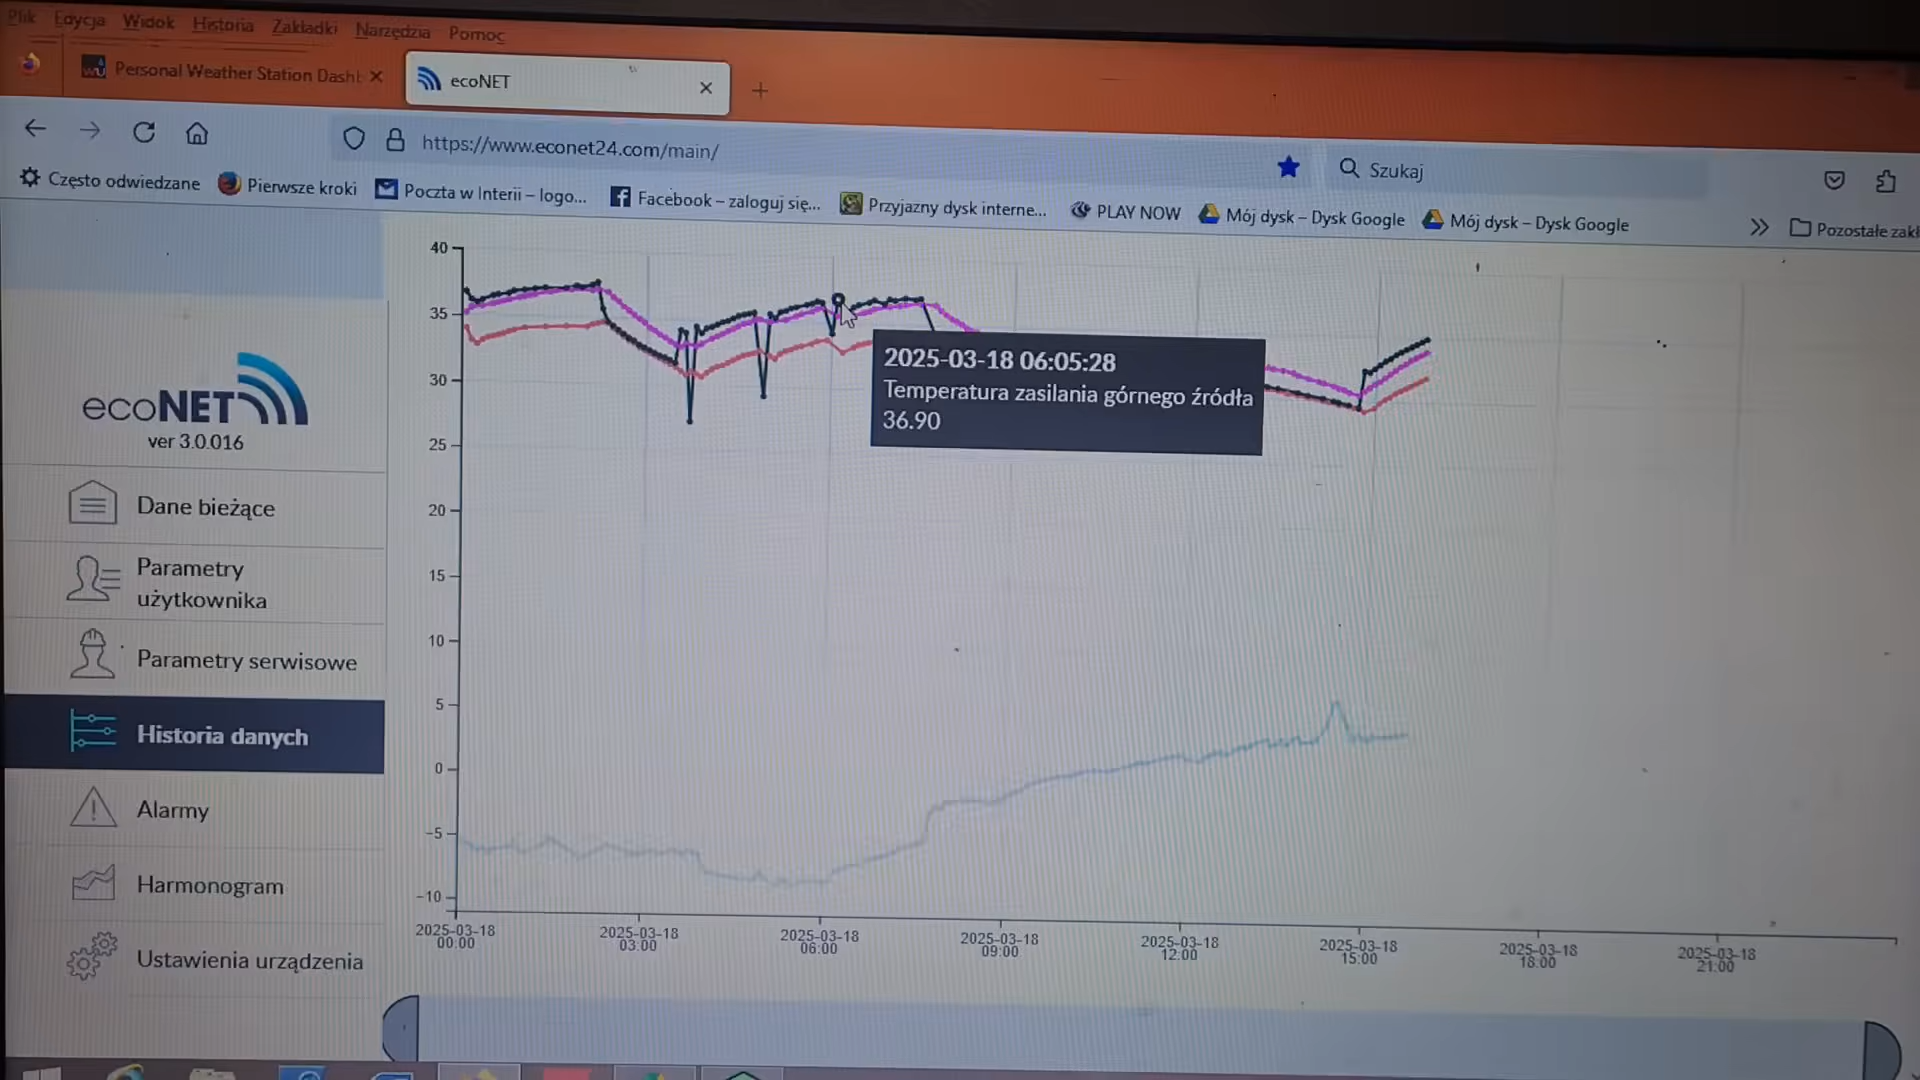 Plik Edycja Widok Historia Zakładki Narzędzia Pomoc
Personal Weather Station Dashb
ecoNET
https://www.econet24.com/main/
Szukaj
Często odwiedzane Pierwsze kroki Poczta w Interii – logo... Facebook – zaloguj się... Przyjazny dysk interne... PLAY NOW Mój dysk – Dysk Google Mój dysk – Dysk Google Pozostałe zakł
ecoNET
ver 3.0.016
Dane bieżące
Parametry
użytkownika
Parametry serwisowe
Historia danych
Alarmy
Harmonogram
Ustawienia urządzenia
40
35
30
25
20
15
10
5
0
−5
−10
2025-03-18 06:05:28
Temperatura zasilania górnego źródła
36.90
2025-03-18
00:00
2025-03-18
03:00
2025-03-18
06:00
2025-03-18
09:00
2025-03-18
12:00
2025-03-18
15:00
2025-03-18
18:00
2025-03-18
21:00